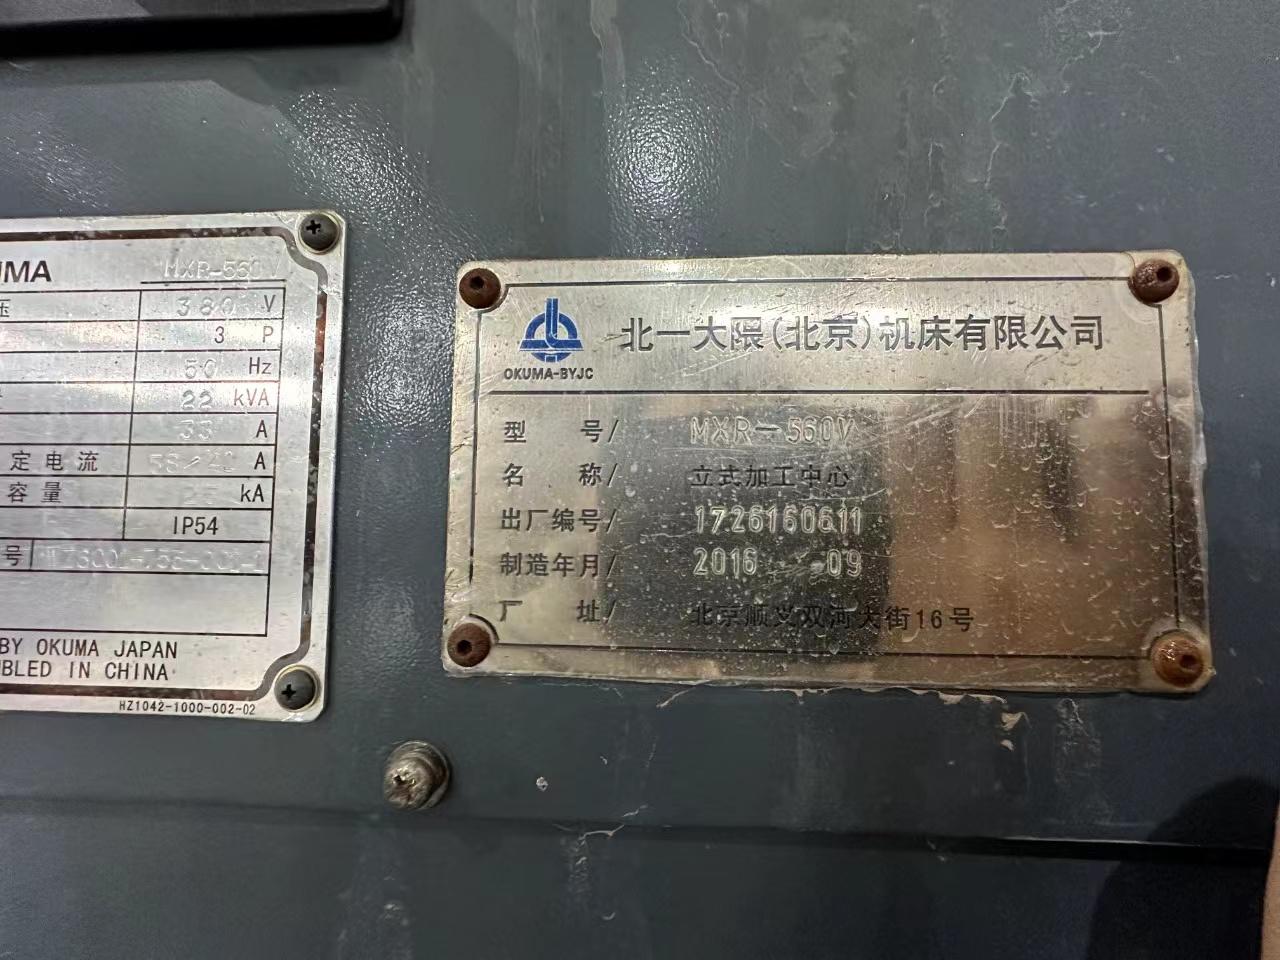 UMA MXR-560V
压 380 V
3 P
50 Hz
22 kVA
33 A
定电流 A
容量 kA
IP54
号
BY OKUMA JAPAN
BLED IN CHINA
HZ1042-1000-002-02
OKUMA-BYJC
北一大隈(北京)机床有限公司
型 号/ MXR-560V
名 称/ 立式加工中心
出厂编号/ 1726160611
制造年月/ 2016 09
厂 址/ 北京顺义双河大街16号